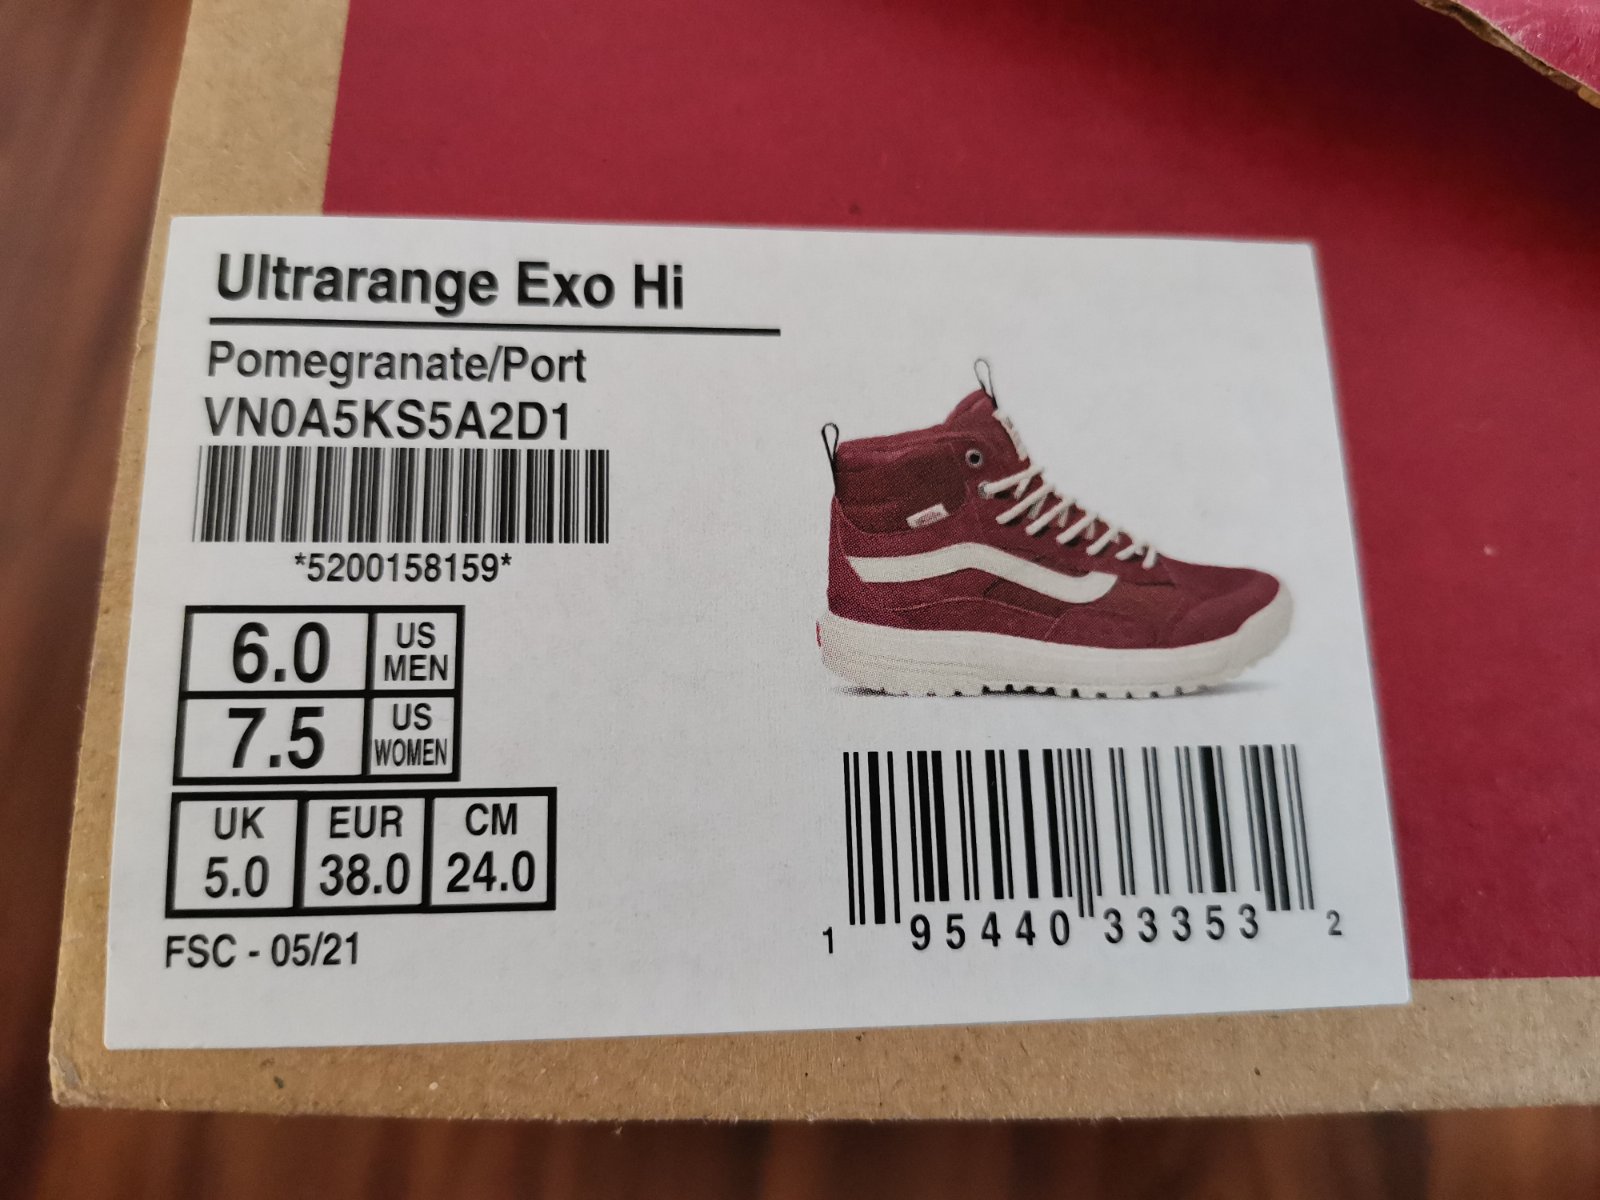 Ultrarange Exo Hi
Pomegranate/Port
VN0A5KS5A2D1
*5200158159*
6.0 US MEN
7.5 US WOMEN
UK EUR CM
5.0 38.0 24.0
FSC - 05/21
1 95440 33353 2